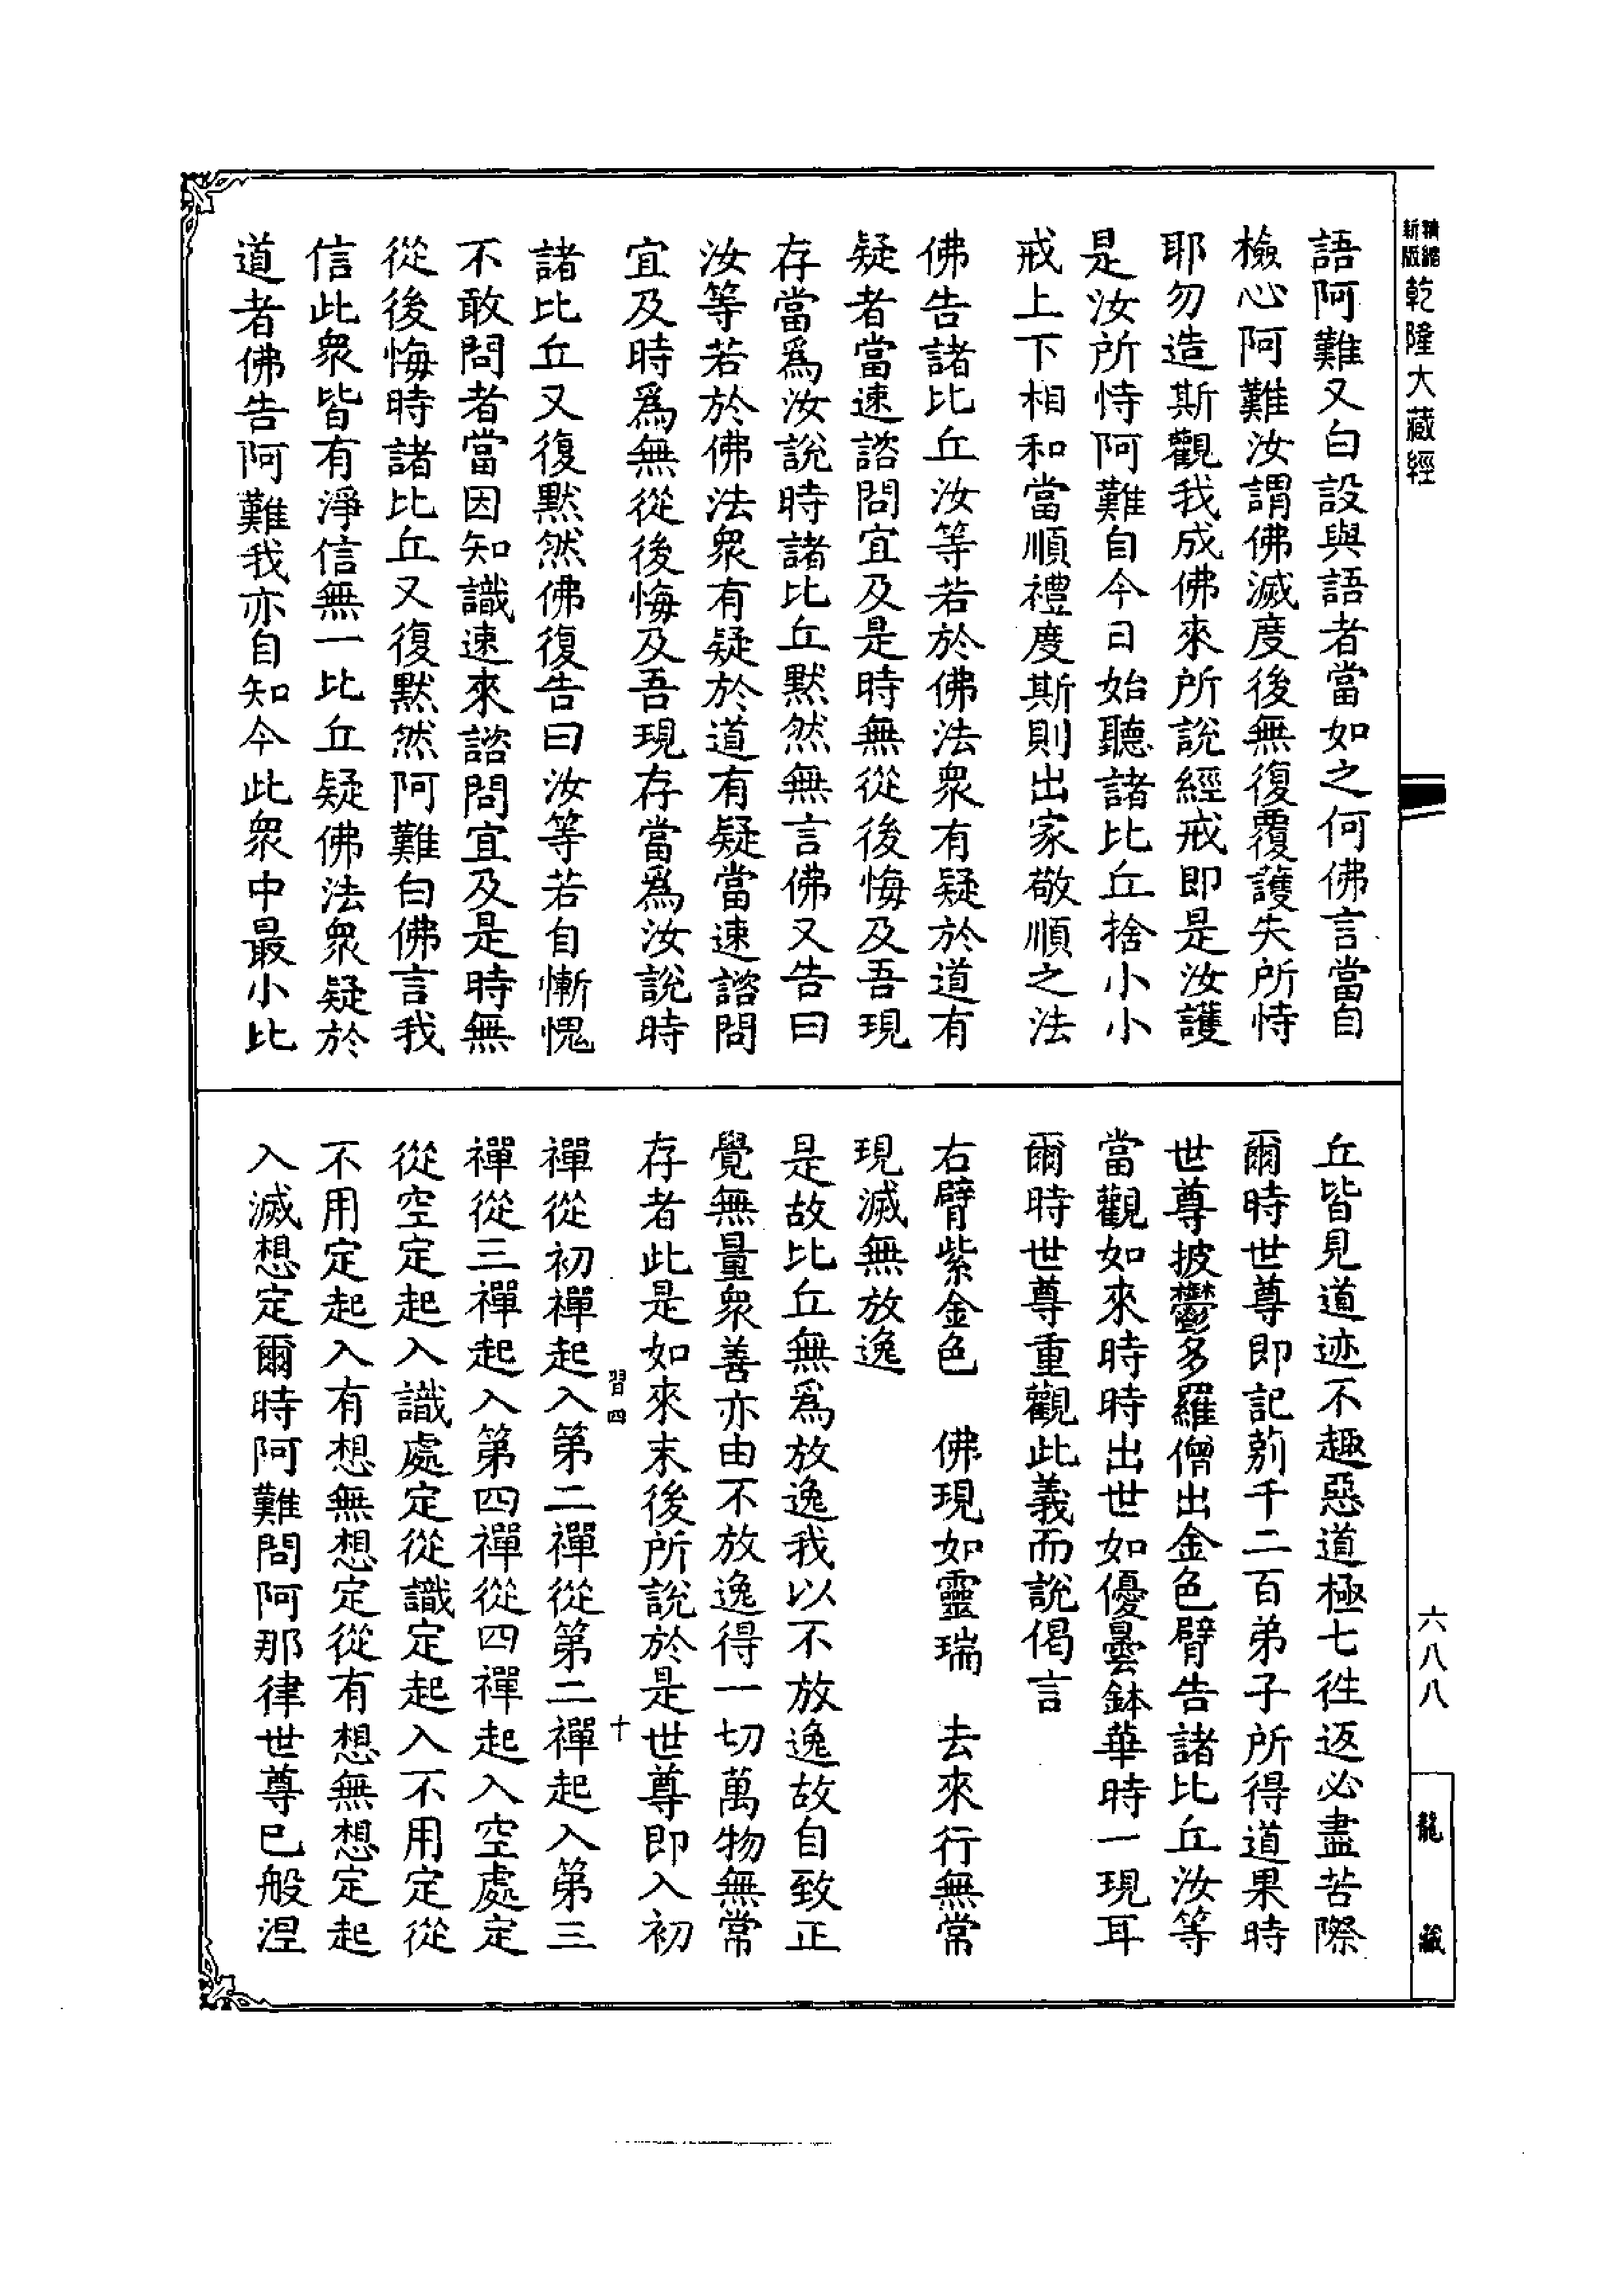 新版
精縮
乾隆大藏經
語阿難又白設與語者當如之何佛言當自
檢心阿難汝謂佛滅度後無復覆護失所恃
耶勿造斯觀我成佛來所說經戒即是汝護
是汝所恃阿難自今日始聽諸比丘捨小小
戒上下相和當順禮度斯則出家敬順之法
佛告諸比丘汝等若於佛法衆有疑於道有
疑者當速諮問宜及是時無從後悔及吾現
存當爲汝說時諸比丘默然無言佛又告曰
汝等若於佛法衆有疑於道有疑當速諮問
宜及時爲無從後悔及吾現存當爲汝說時
諸比丘又復默然佛復告曰汝等若自慚愧
不敢問者當因知識速來諮問宜及是時無
從後悔時諸比丘又復默然阿難白佛言我
信此衆皆有淨信無一比丘疑佛法衆疑於
道者佛告阿難我亦自知今此衆中最小比
丘皆見道迹不趣惡道極七往返必盡苦際
爾時世尊即記莂千二百弟子所得道果時
世尊披鬱多羅僧出金色臂告諸比丘汝等
當觀如來時時出世如優曇鉢華時一現耳
爾時世尊重觀此義而說偈言
右臂紫金色　佛現如靈瑞　去來行無常
現滅無放逸
是故比丘無爲放逸我以不放逸故自致正
覺無量衆善亦由不放逸得一切萬物無常
存者此是如來末後所說於是世尊即入初
習四　十
禪從初禪起入第二禪從第二禪起入第三
禪從三禪起入第四禪從四禪起入空處定
從空定起入識處定從識定起入不用定從
不用定起入有想無想定從有想無想定起
入滅想定爾時阿難問阿那律世尊已般涅
六八八
龍藏